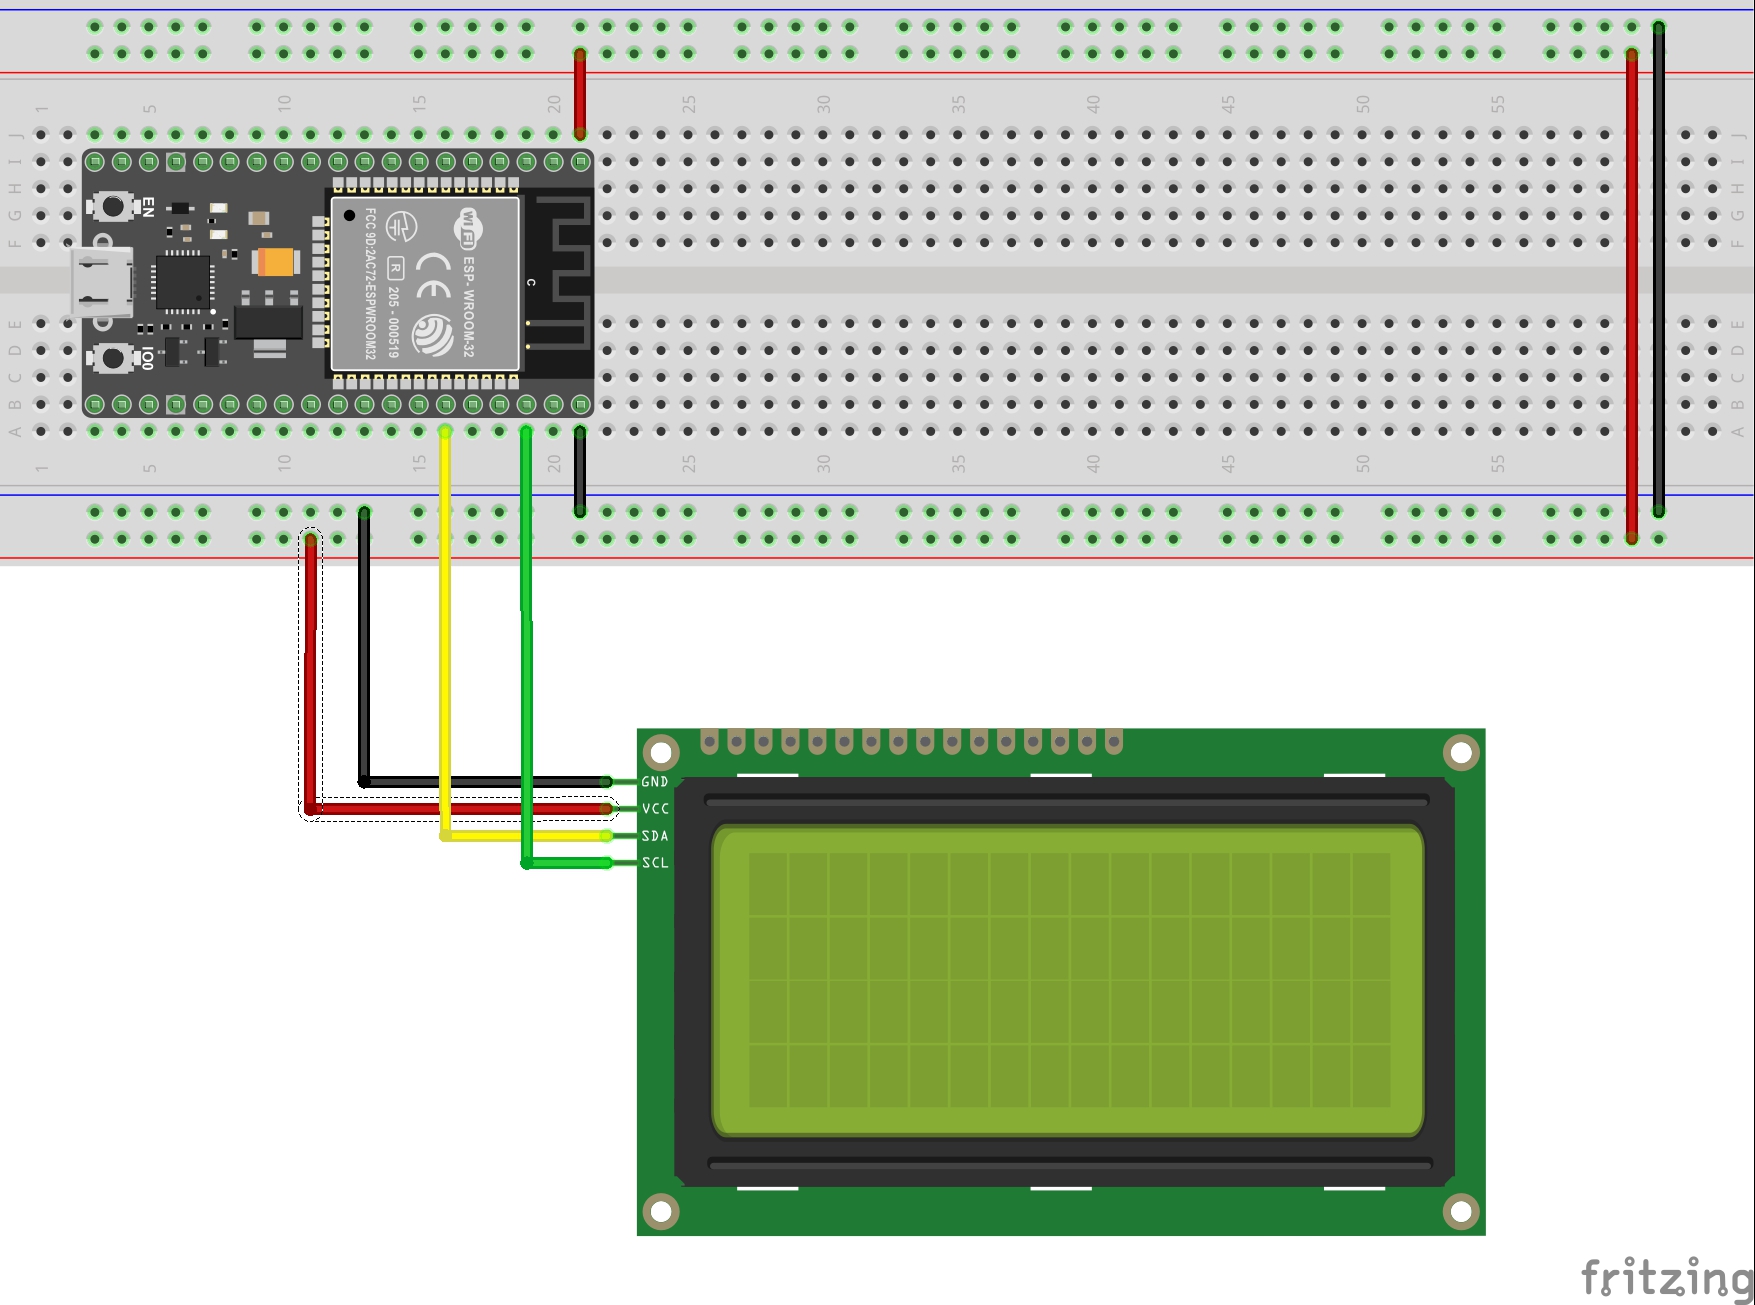 1 5 10 15 20 25 30 35 40 45 50 55
J J
I I
H H
G G
F F
EN
FCC 9D:2AC72-ESPWROOM32
R 205 - 000519
CE
Wi Fi ESP- WROOM-32
C
E E
D D
C C
B B
A A
IO0
1 5 10 15 20 25 30 35 40 45 50 55
GND
VCC
SDA
SCL
fritzing